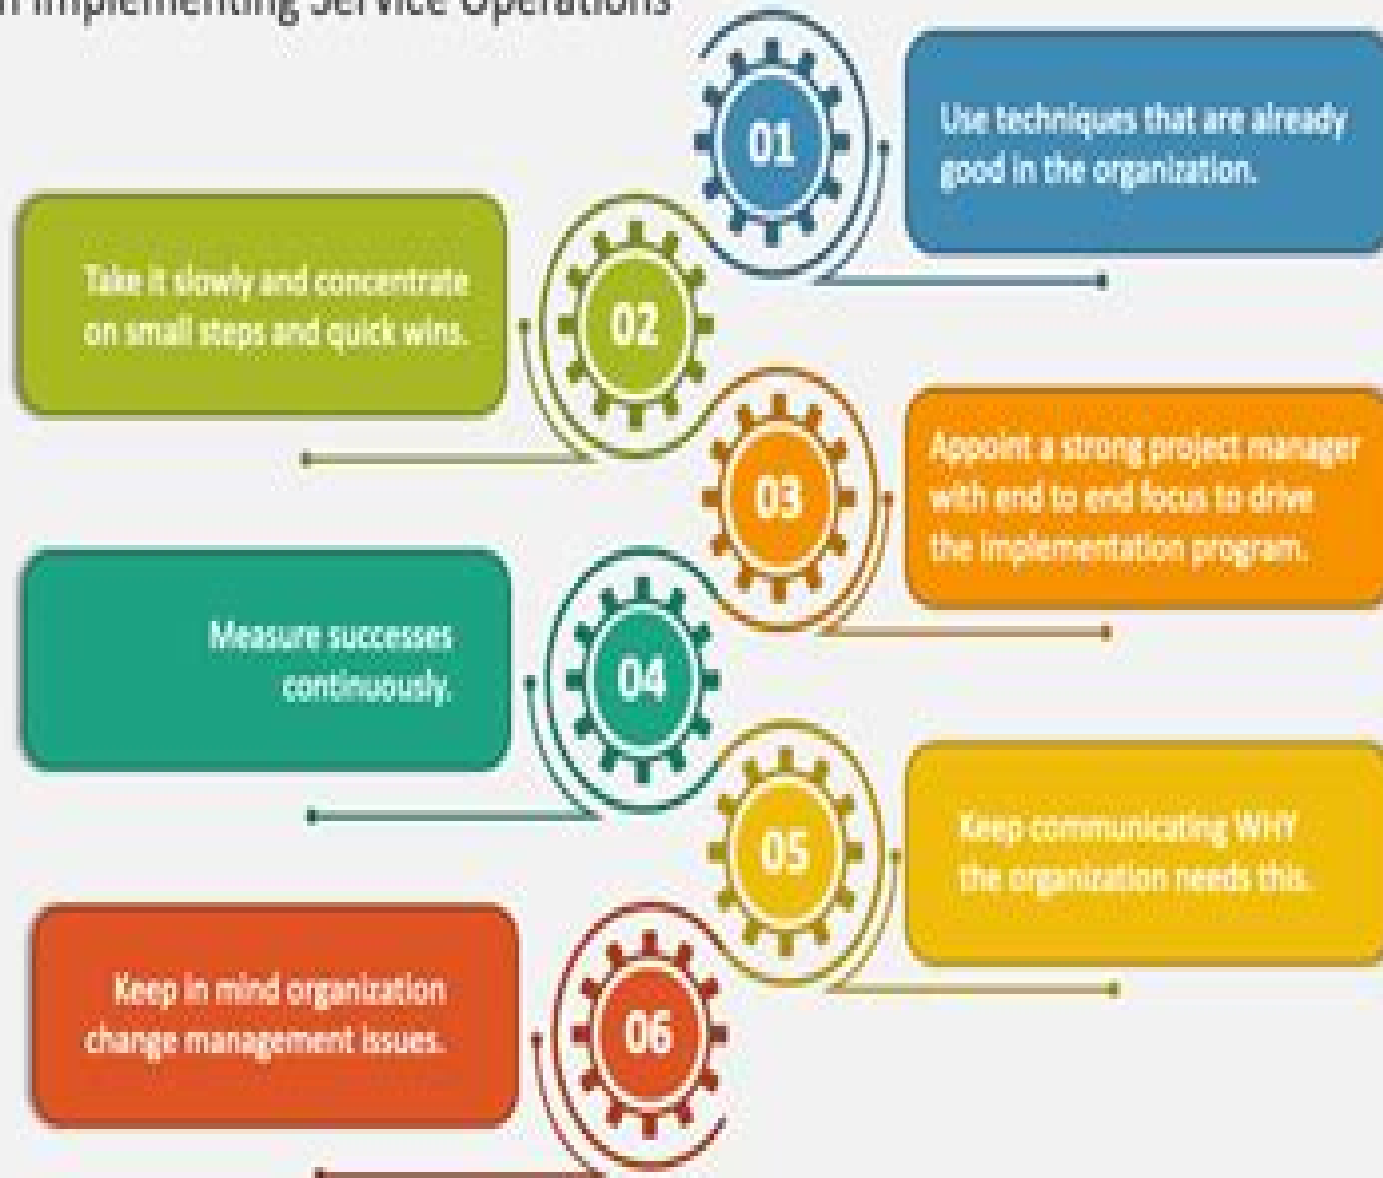 Implementing Service Operations
01
Use techniques that are already
good in the organization.
02
Take it slowly and concentrate
on small steps and quick wins.
03
Appoint a strong project manager
with end to end focus to drive
the implementation program.
04
Measure successes
continuously.
05
Keep communicating WHY
the organization needs this.
06
Keep in mind organization
change management issues.